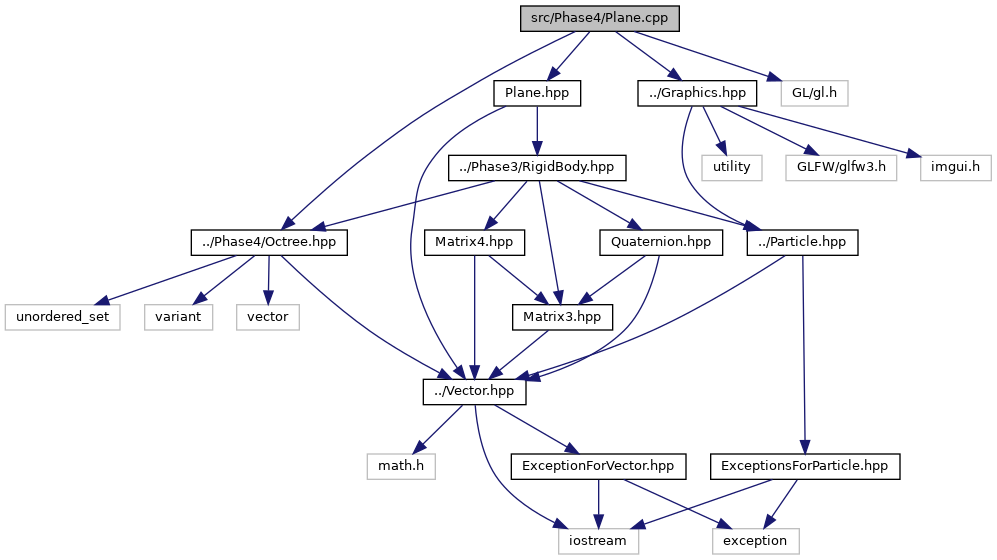 src/Phase4/Plane.cpp
Plane.hpp
../Graphics.hpp
GL/gl.h
../Phase3/RigidBody.hpp
utility
GLFW/glfw3.h
imgui.h
../Phase4/Octree.hpp
Matrix4.hpp
Quaternion.hpp
../Particle.hpp
unordered_set
variant
vector
Matrix3.hpp
../Vector.hpp
math.h
ExceptionForVector.hpp
ExceptionsForParticle.hpp
iostream
exception